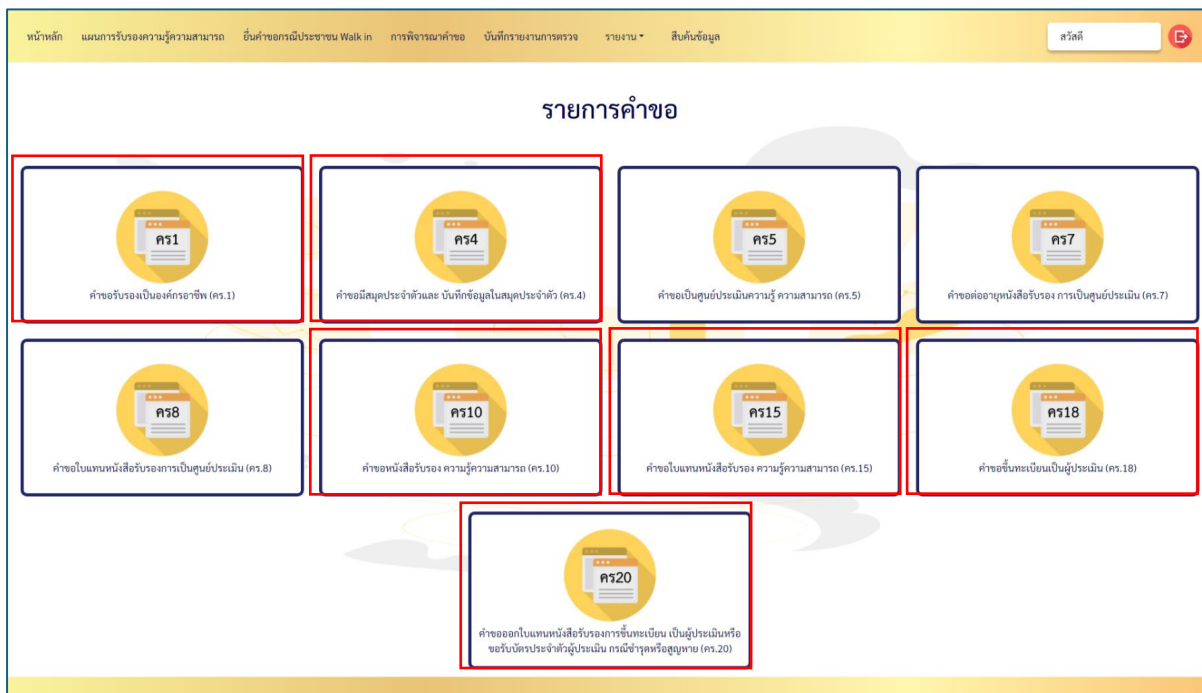 หน้าหลัก แผนการรับรองความรู้ความสามารถ ยื่นคำขอกรณีประชาชน Walk in การพิจารณาคำขอ บันทึกรายงานการตรวจ รายงาน สืบค้นข้อมูล สวัสดี
รายการคำขอ
คร1
คำขอรับรองเป็นองค์กรอาชีพ (คร.1)
คร4
คำขอมีสมุดประจำตัวและ บันทึกข้อมูลในสมุดประจำตัว (คร.4)
คร5
คำขอเป็นศูนย์ประเมินความรู้ ความสามารถ (คร.5)
คร7
คำขอต่ออายุหนังสือรับรอง การเป็นศูนย์ประเมิน (คร.7)
คร8
คำขอใบแทนหนังสือรับรองการเป็นศูนย์ประเมิน (คร.8)
คร10
คำขอหนังสือรับรอง ความรู้ความสามารถ (คร.10)
คร15
คำขอใบแทนหนังสือรับรอง ความรู้ความสามารถ (คร.15)
คร18
คำขอขึ้นทะเบียนเป็นผู้ประเมิน (คร.18)
คร20
คำขอออกใบแทนหนังสือรับรองการขึ้นทะเบียน เป็นผู้ประเมินหรือ
ขอรับบัตรประจำตัวผู้ประเมิน กรณีชำรุดหรือสูญหาย (คร.20)